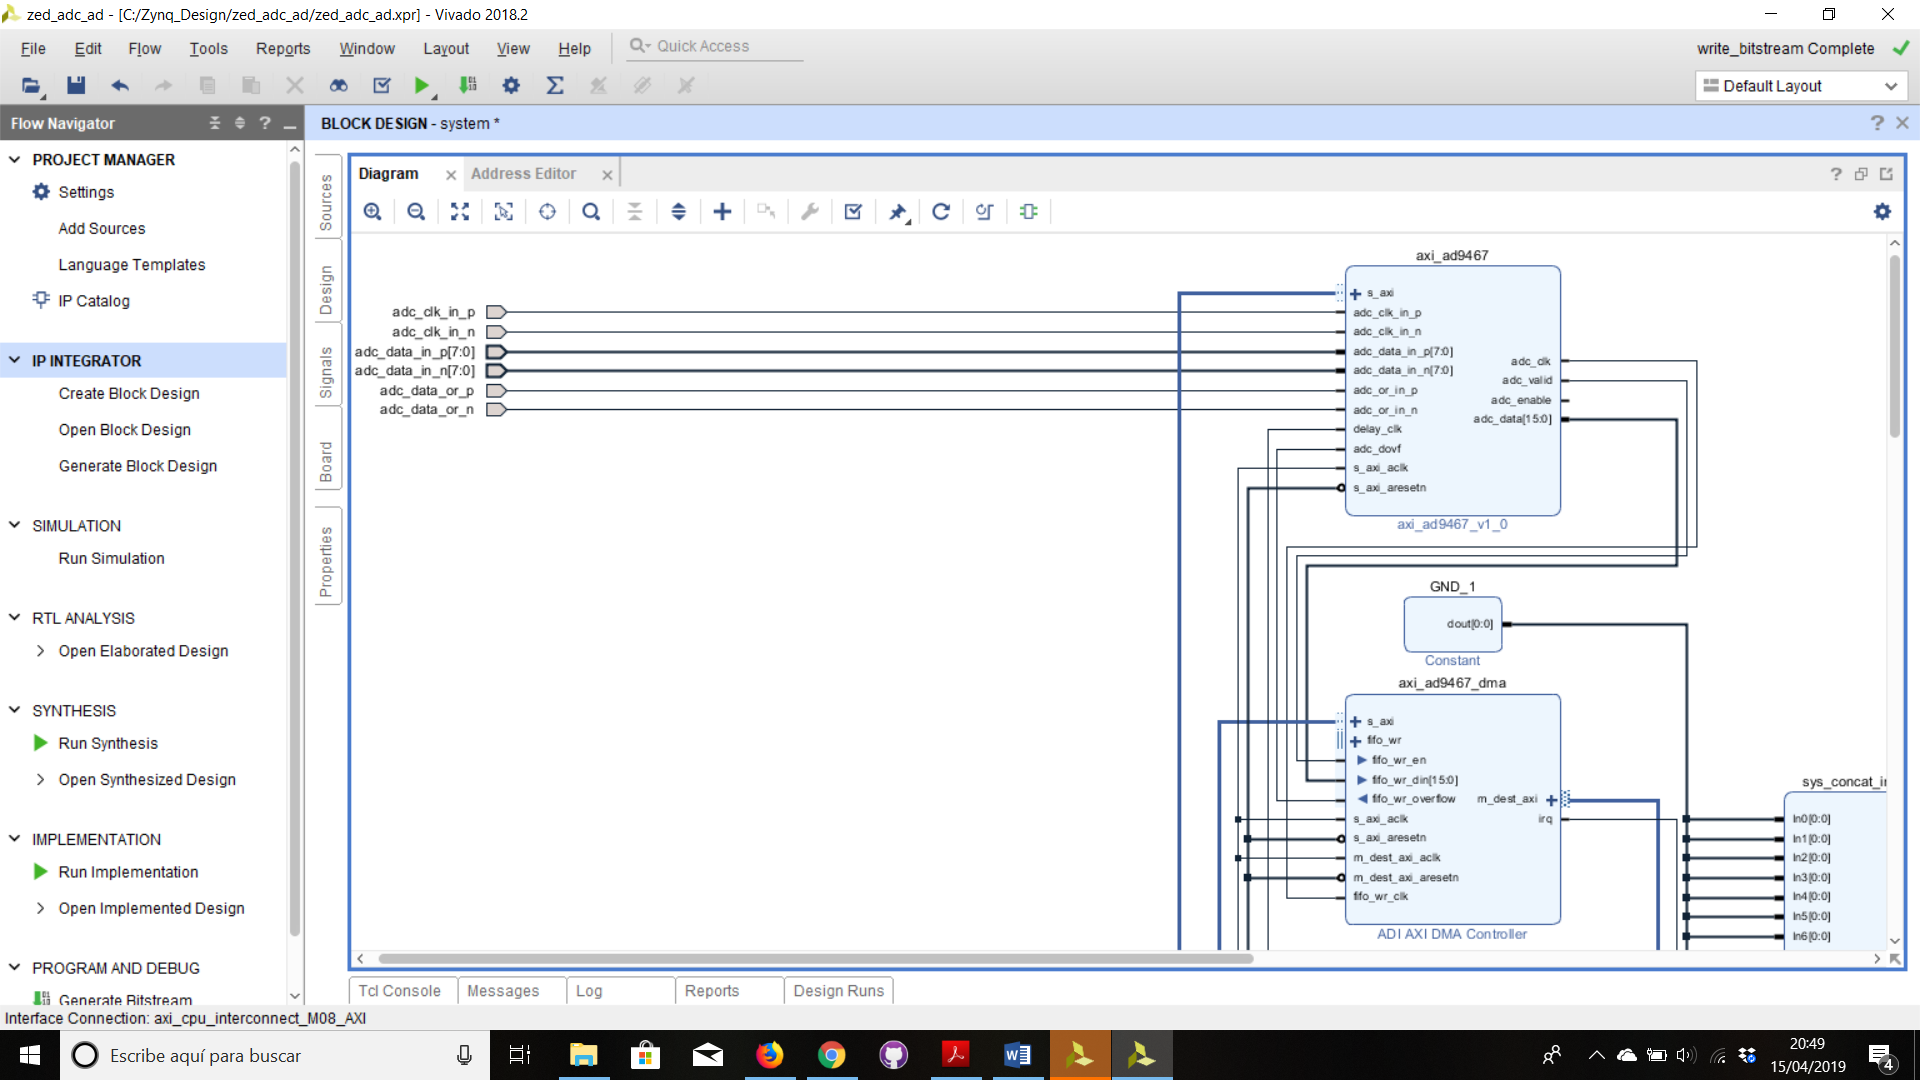 zed_adc_ad - [C:/Zynq_Design/zed_adc_ad/zed_adc_ad.xpr] - Vivado 2018.2
File Edit Flow Tools Reports Window Layout View Help Quick Access
write_bitstream Complete
Default Layout
Flow Navigator
BLOCK DESIGN - system *
PROJECT MANAGER
Settings
Add Sources
Language Templates
IP Catalog
IP INTEGRATOR
Create Block Design
Open Block Design
Generate Block Design
SIMULATION
Run Simulation
RTL ANALYSIS
Open Elaborated Design
SYNTHESIS
Run Synthesis
Open Synthesized Design
IMPLEMENTATION
Run Implementation
Open Implemented Design
PROGRAM AND DEBUG
Generate Bitstream
Sources
Design
Signals
Board
Properties
Diagram
Address Editor
adc_clk_in_p
adc_clk_in_n
adc_data_in_p[7:0]
adc_data_in_n[7:0]
adc_data_or_p
adc_data_or_n
axi_ad9467
s_axi
adc_clk_in_p
adc_clk_in_n
adc_data_in_p[7:0]
adc_data_in_n[7:0]
adc_or_in_p
adc_or_in_n
delay_clk
adc_dovf
s_axi_aclk
s_axi_aresetn
adc_clk
adc_valid
adc_enable
adc_data[15:0]
axi_ad9467_v1_0
GND_1
dout[0:0]
Constant
axi_ad9467_dma
s_axi
fifo_wr
fifo_wr_en
fifo_wr_din[15:0]
fifo_wr_overflow
s_axi_aclk
s_axi_aresetn
m_dest_axi_aclk
m_dest_axi_aresetn
fifo_wr_clk
m_dest_axi
irq
ADI AXI DMA Controller
sys_concat_i
In0[0:0]
In1[0:0]
In2[0:0]
In3[0:0]
In4[0:0]
In5[0:0]
In6[0:0]
Tcl Console
Messages
Log
Reports
Design Runs
Interface Connection: axi_cpu_interconnect_M08_AXI
Escribe aquí para buscar
20:49
15/04/2019
4